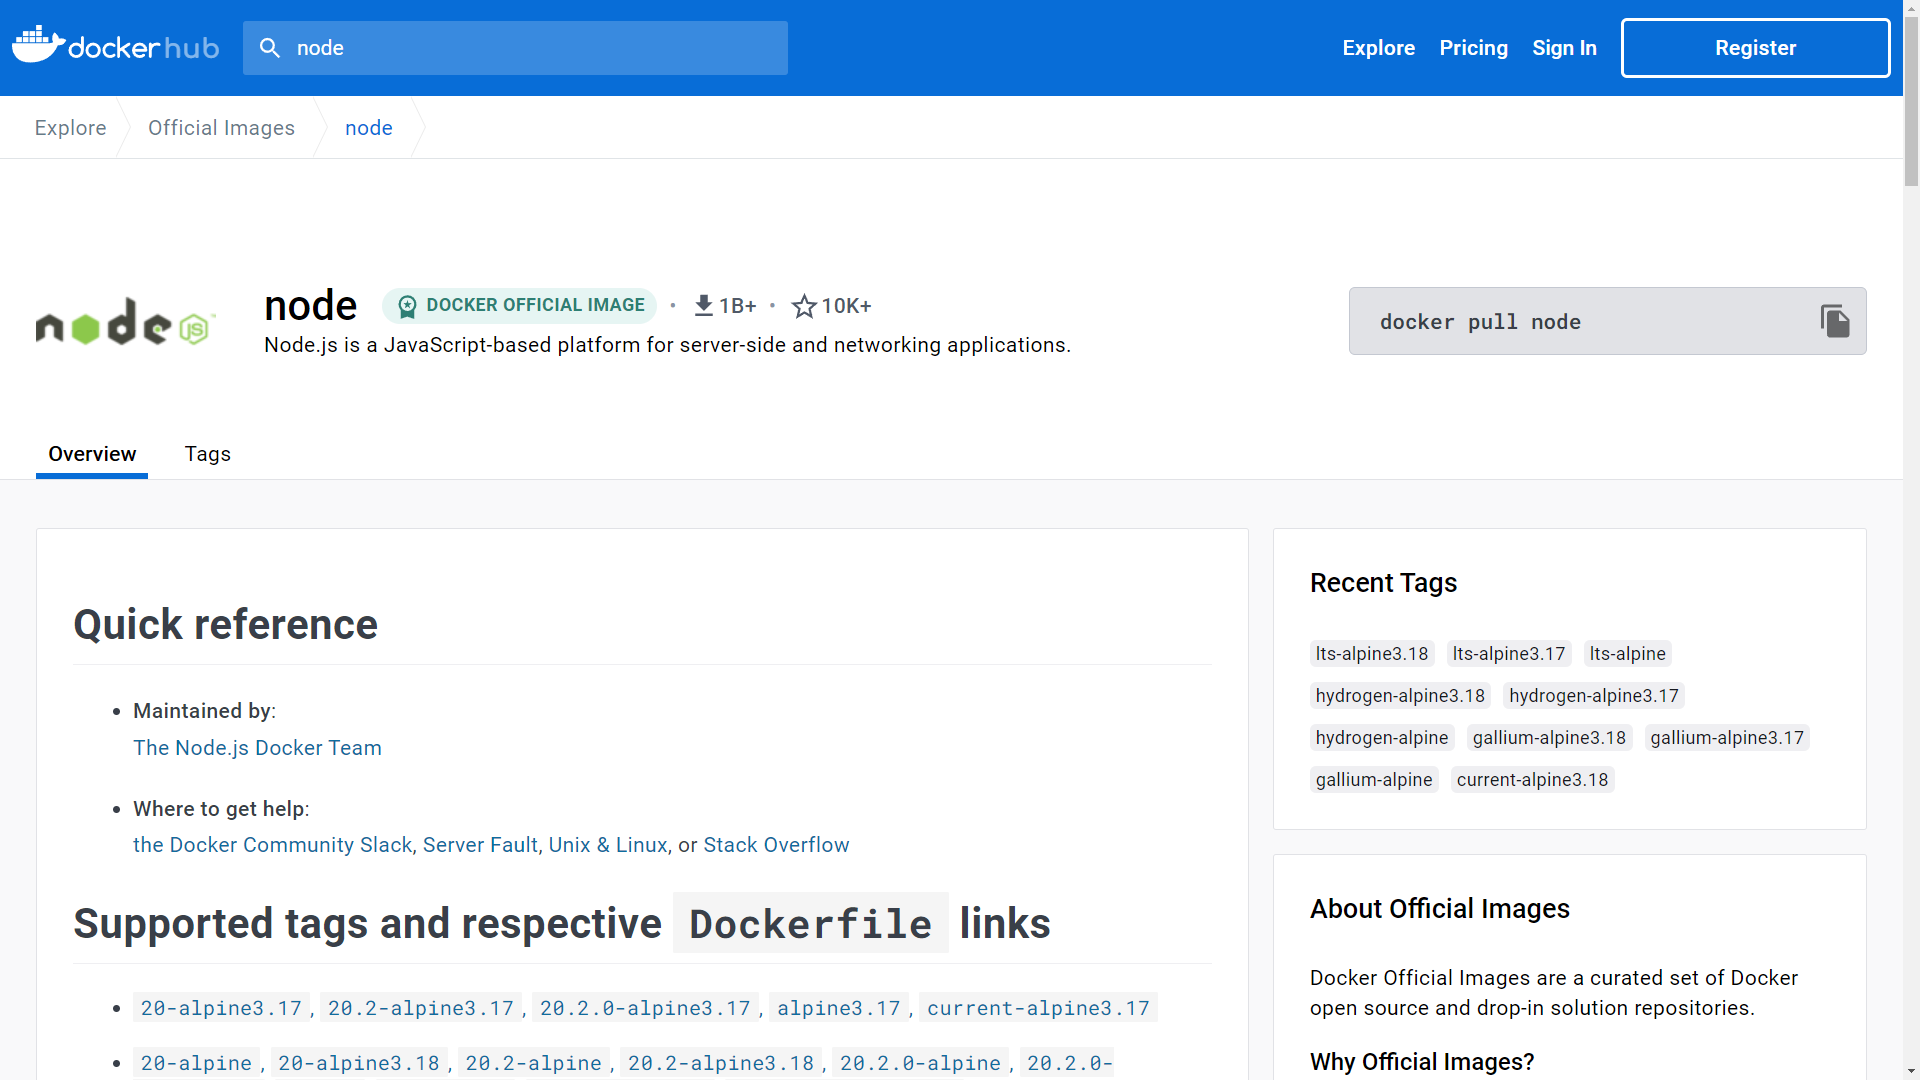 docker hub
node
Explore Pricing Sign In Register
Explore Official Images node
node JS ™
node DOCKER OFFICIAL IMAGE • 1B+ • 10K+
Node.js is a JavaScript-based platform for server-side and networking applications.
docker pull node
Overview Tags
Quick reference
• Maintained by:
The Node.js Docker Team
• Where to get help:
the Docker Community Slack, Server Fault, Unix & Linux, or Stack Overflow
Supported tags and respective Dockerfile links
• 20-alpine3.17, 20.2-alpine3.17, 20.2.0-alpine3.17, alpine3.17, current-alpine3.17
• 20-alpine, 20-alpine3.18, 20.2-alpine, 20.2-alpine3.18, 20.2.0-alpine, 20.2.0-
Recent Tags
lts-alpine3.18 lts-alpine3.17 lts-alpine
hydrogen-alpine3.18 hydrogen-alpine3.17
hydrogen-alpine gallium-alpine3.18 gallium-alpine3.17
gallium-alpine current-alpine3.18
About Official Images
Docker Official Images are a curated set of Docker
open source and drop-in solution repositories.
Why Official Images?